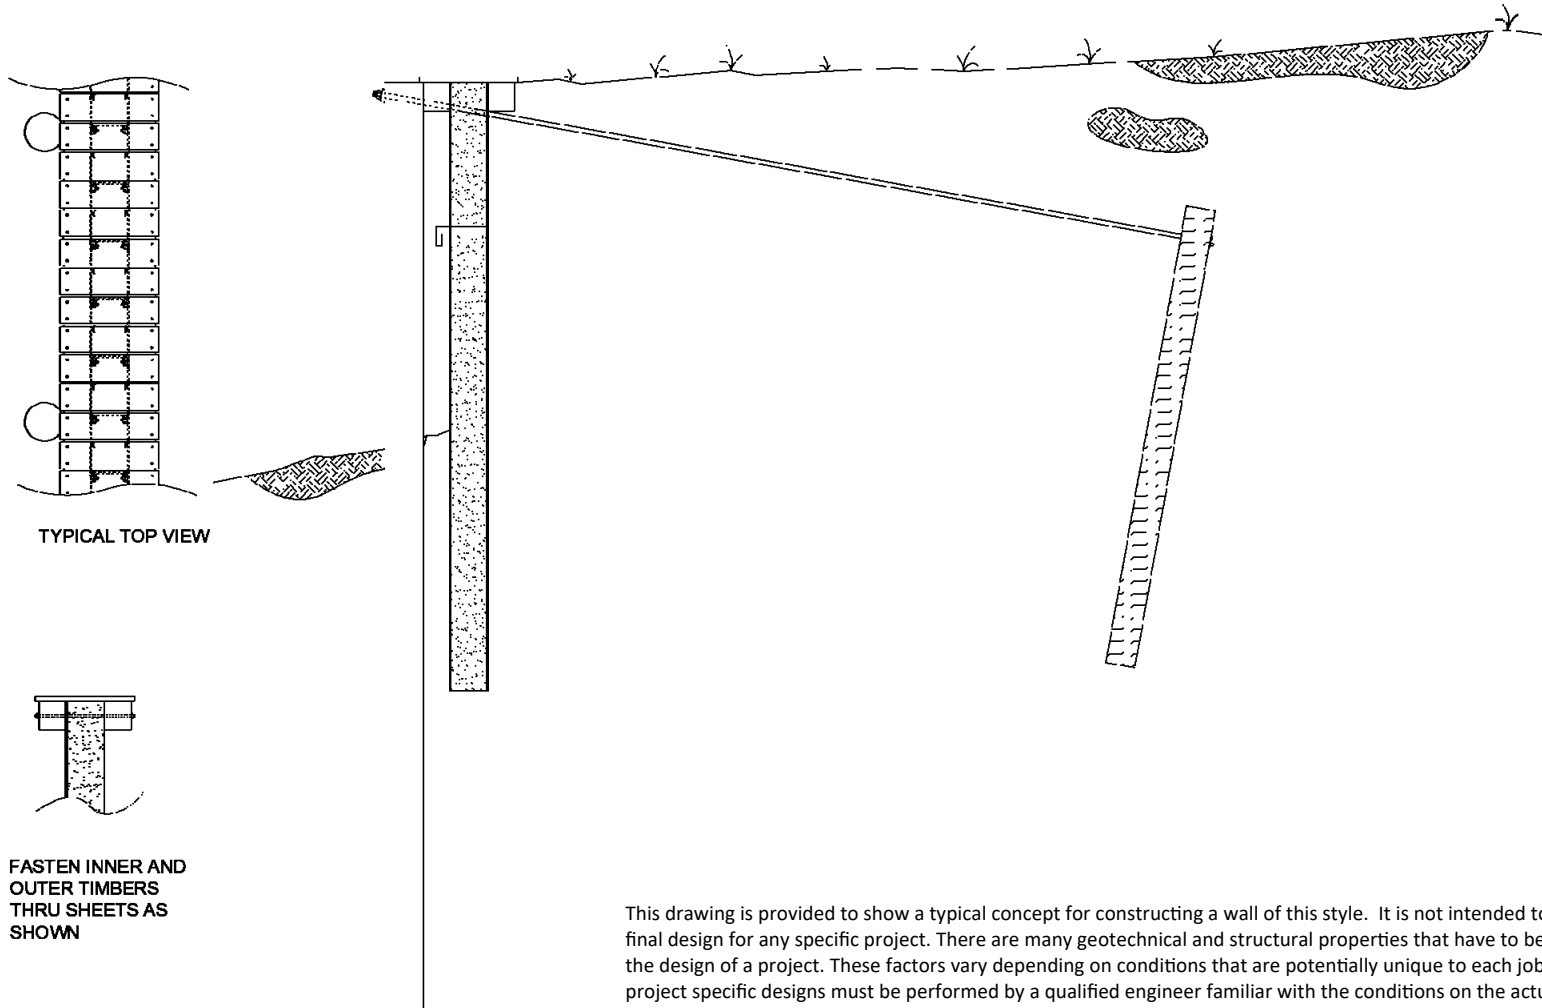 TYPICAL TOP VIEW
FASTEN INNER AND
OUTER TIMBERS
THRU SHEETS AS
SHOWN
This drawing is provided to show a typical concept for constructing a wall of this style.  It is not intended to
final design for any specific project. There are many geotechnical and structural properties that have to be
the design of a project. These factors vary depending on conditions that are potentially unique to each job
project specific designs must be performed by a qualified engineer familiar with the conditions on the